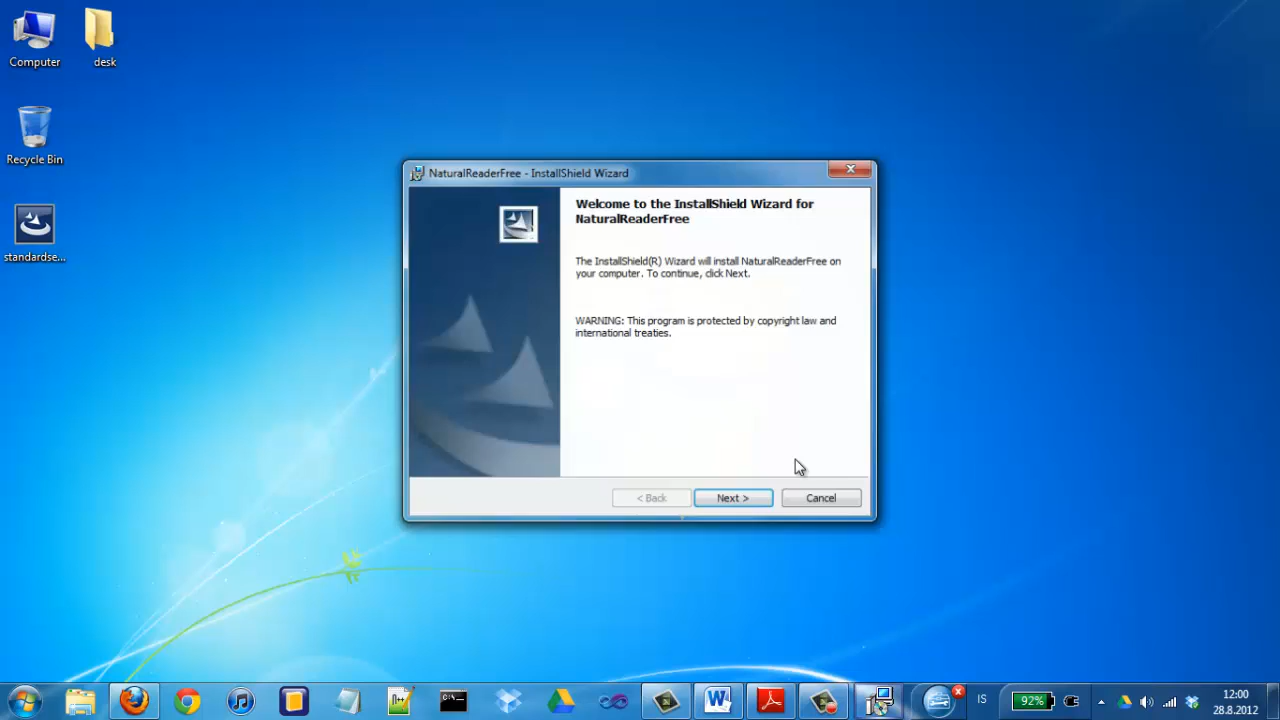 Computer
desk
Recycle Bin
standardse...
NaturalReaderFree - InstallShield Wizard
Welcome to the InstallShield Wizard for
NaturalReaderFree
The InstallShield(R) Wizard will install NaturalReaderFree on
your computer. To continue, click Next.
WARNING: This program is protected by copyright law and
international treaties.
< Back
Next >
Cancel
IS
92%
12:00
28.8.2012